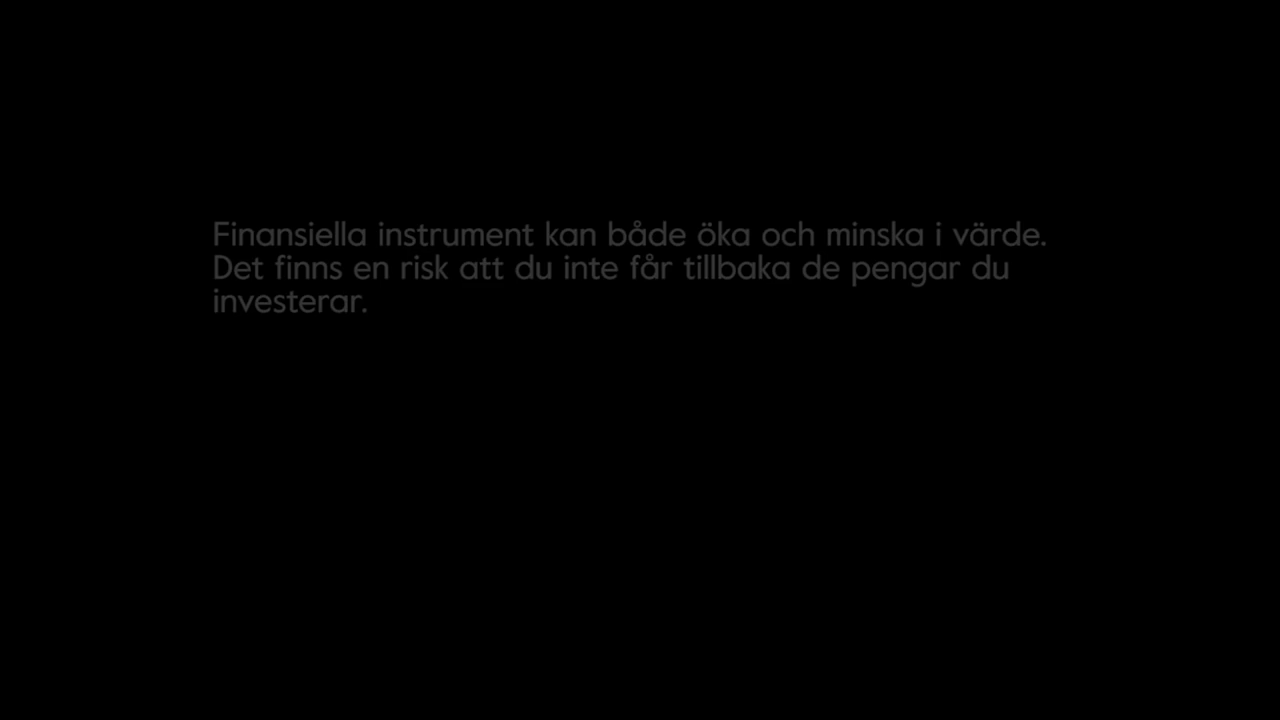 Finansiella instrument kan både öka och minska i värde.
Det finns en risk att du inte får tillbaka de pengar du
investerar.